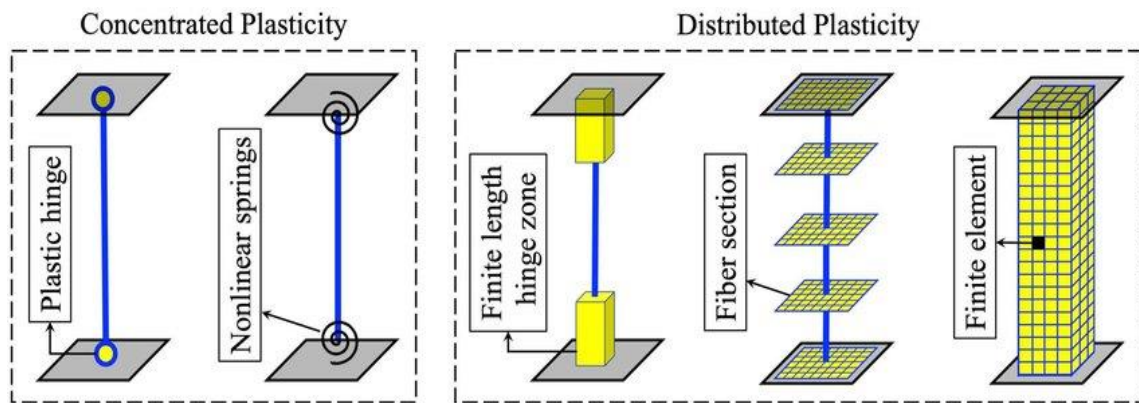 Concentrated Plasticity
Distributed Plasticity
Plastic hinge
Nonlinear springs
Finite length
hinge zone
Fiber section
Finite element